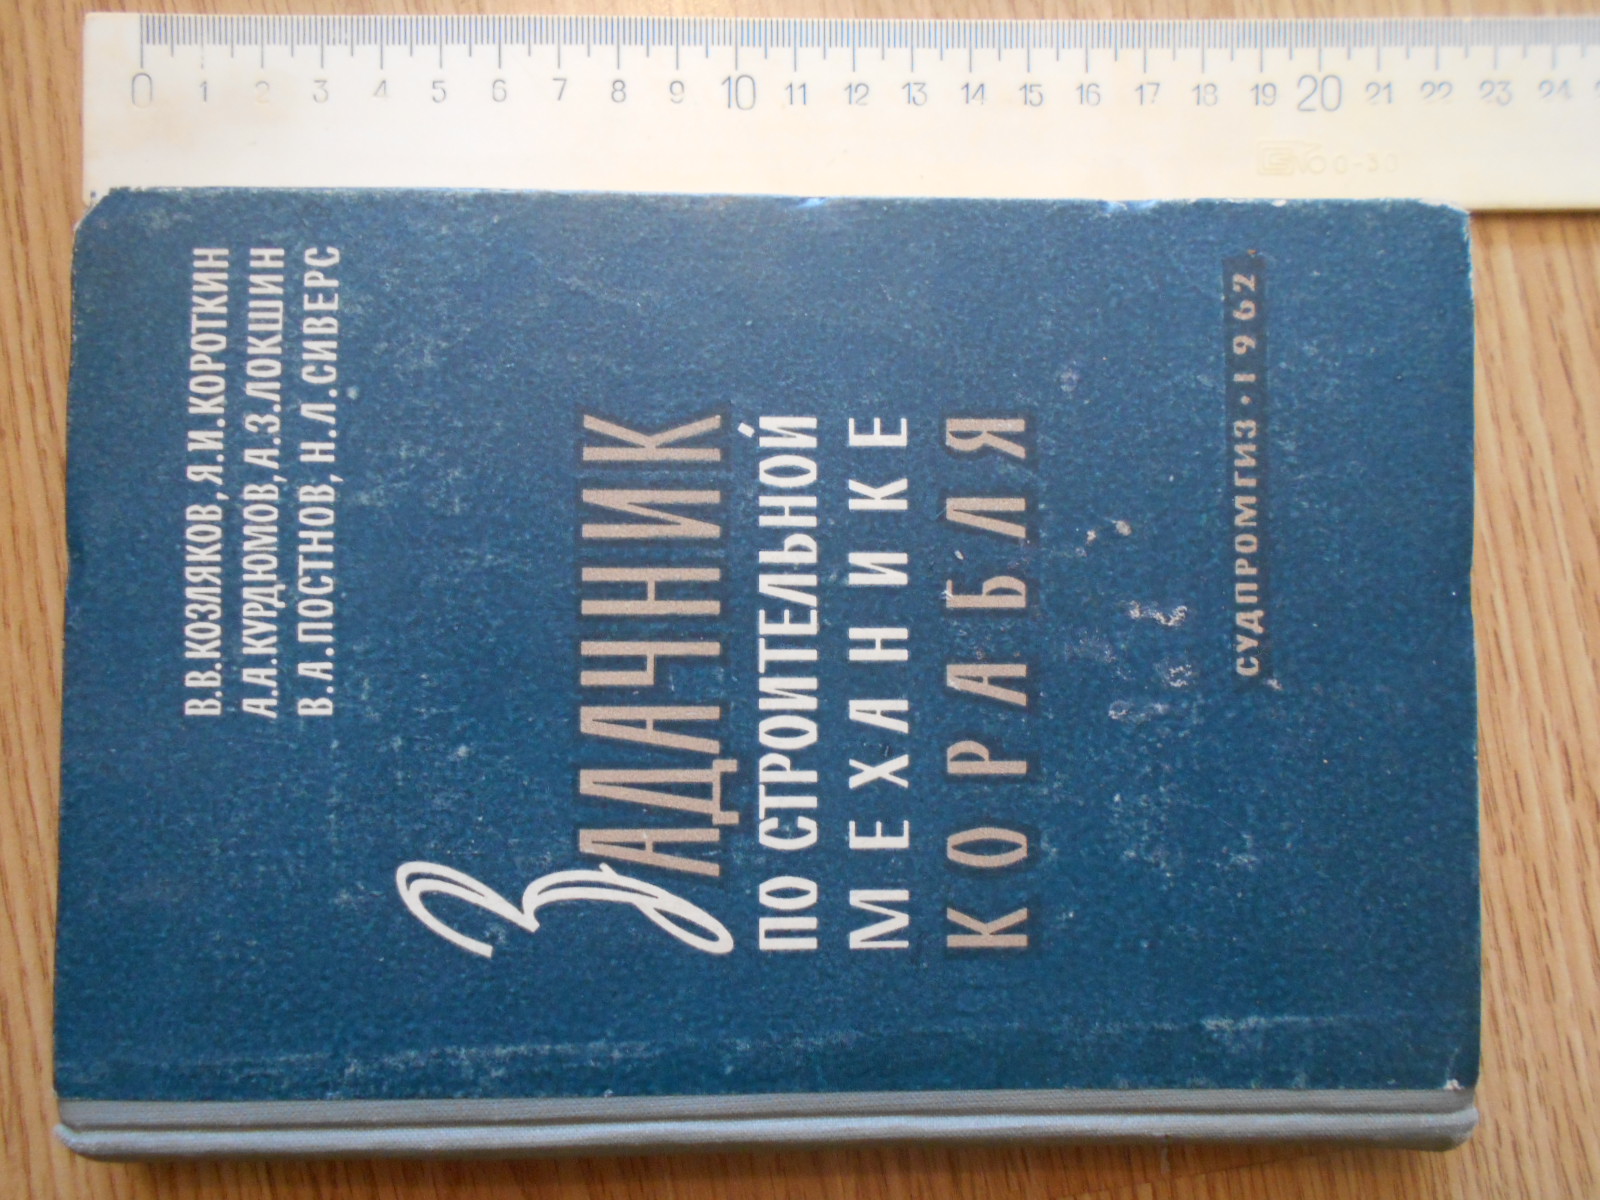 0 1 2 3 4 5 6 7 8 9 10 11 12 13 14 15 16 17 18 19 20 21 22 23 24
В.В.КОЗЛЯКОВ, Я.И.КОРОТКИН
А.А.КУРДЮМОВ, А.З.ЛОКШИН
В.А.ПОСТНОВ, Н.Л.СИВЕРС
ЗАДАЧНИК
ПО СТРОИТЕЛЬНОЙ
МЕХАНИКЕ
КОРАБЛЯ
СУДПРОМГИЗ • 1962